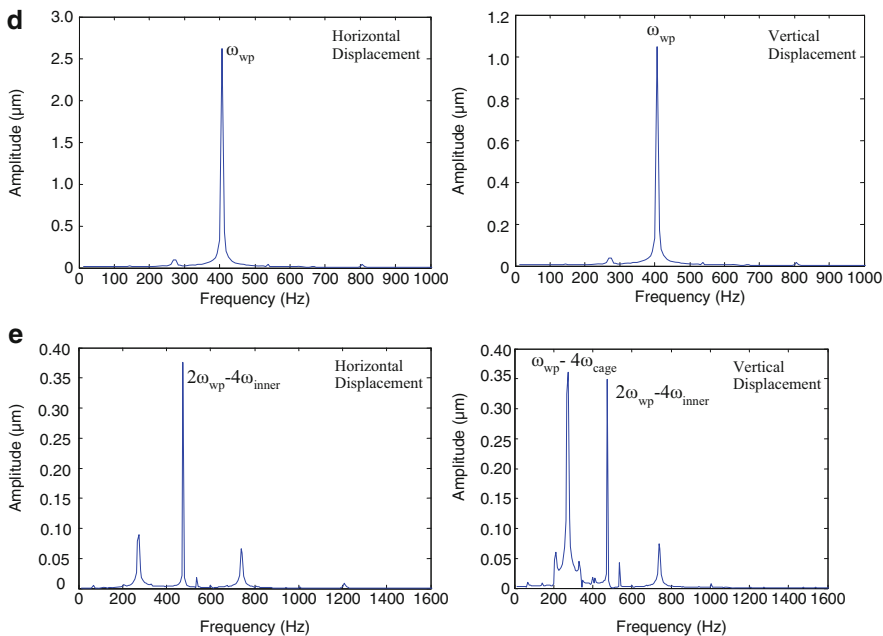 d
3.0
2.5
2.0
1.5
1.0
0.5
0
Amplitude (μm)
ω_wp
Horizontal
Displacement
0 100 200 300 400 500 600 700 800 900 1000
Frequency (Hz)
1.2
1.0
0.8
0.6
0.4
0.2
0
Amplitude (μm)
ω_wp
Vertical
Displacement
0 100 200 300 400 500 600 700 800 900 1000
Frequency (Hz)
e
0.40
0.35
0.30
0.25
0.20
0.15
0.10
0.05
0
Amplitude (μm)
2ω_wp-4ω_inner
Horizontal
Displacement
0 200 400 600 800 1000 1200 1400 1600
Frequency (Hz)
0.40
0.35
0.30
0.25
0.20
0.15
0.10
0.05
0
Amplitude (μm)
ω_wp- 4ω_cage
2ω_wp-4ω_inner
Vertical
Displacement
0 200 400 600 800 1000 1200 1400 1600
Frequency (Hz)